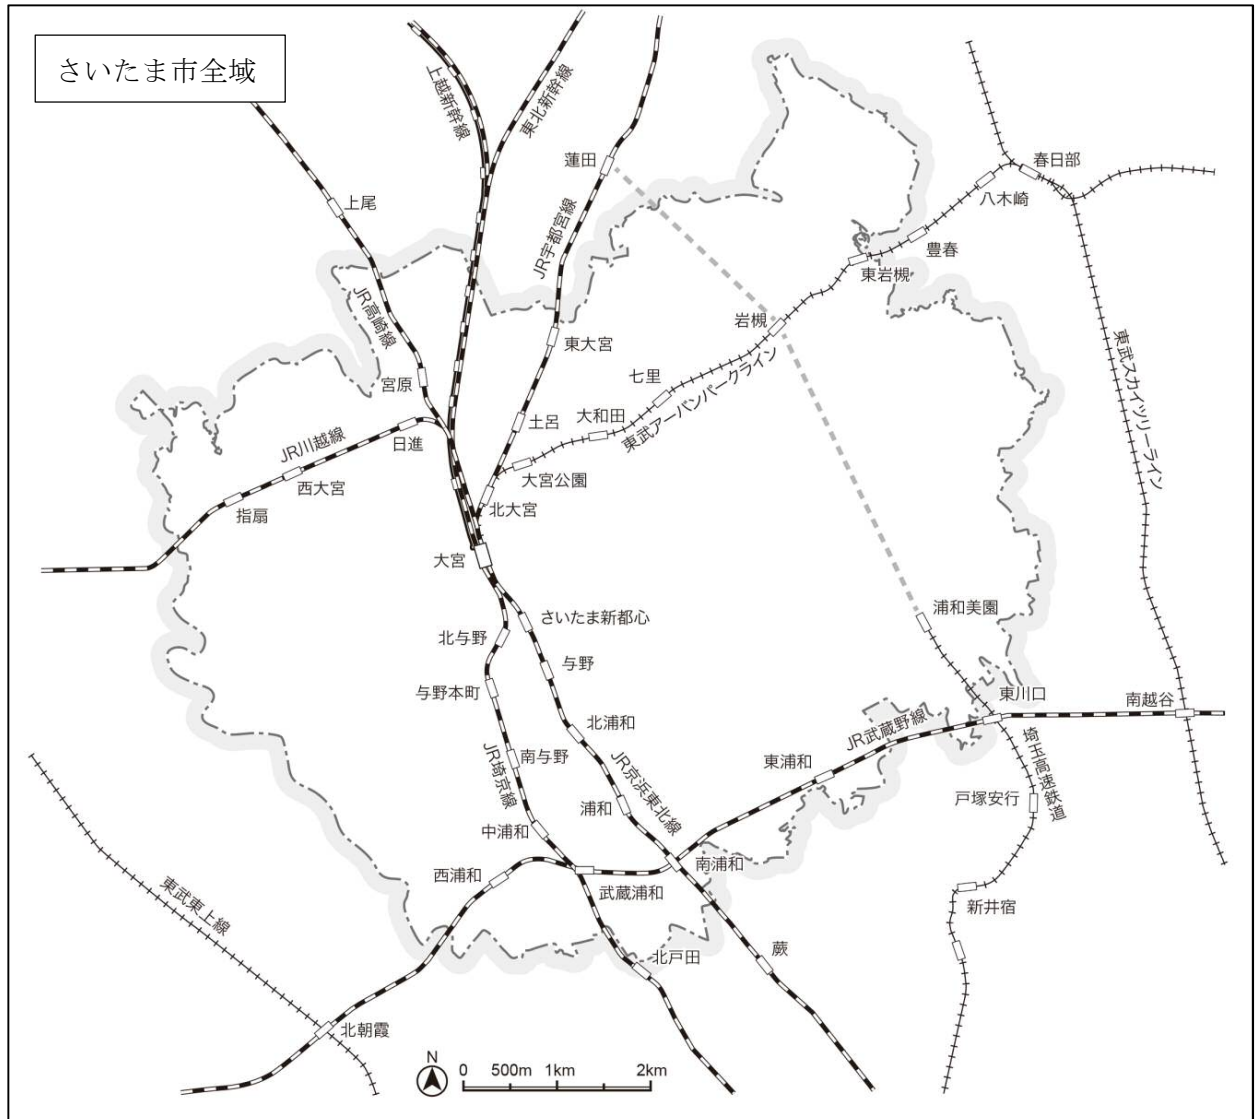 さいたま市全域
上越新幹線
東北新幹線
蓮田
春日部
八木崎
上尾
JR宇都宮線
豊春
東岩槻
JR高崎線
岩槻
東大宮
東武スカイツリーライン
宮原
七里
東武アーバンパークライン
大和田
土呂
JR川越線
日進
西大宮
大宮公園
指扇
北大宮
大宮
浦和美園
さいたま新都心
北与野
与野
与野本町
東川口
南越谷
北浦和
JR武蔵野線
南与野
JR埼京線
JR京浜東北線
東浦和
埼玉高速鉄道
浦和
戸塚安行
中浦和
南浦和
西浦和
武蔵浦和
東武東上線
新井宿
北戸田
蕨
北朝霞
N
0 500m 1km 2km